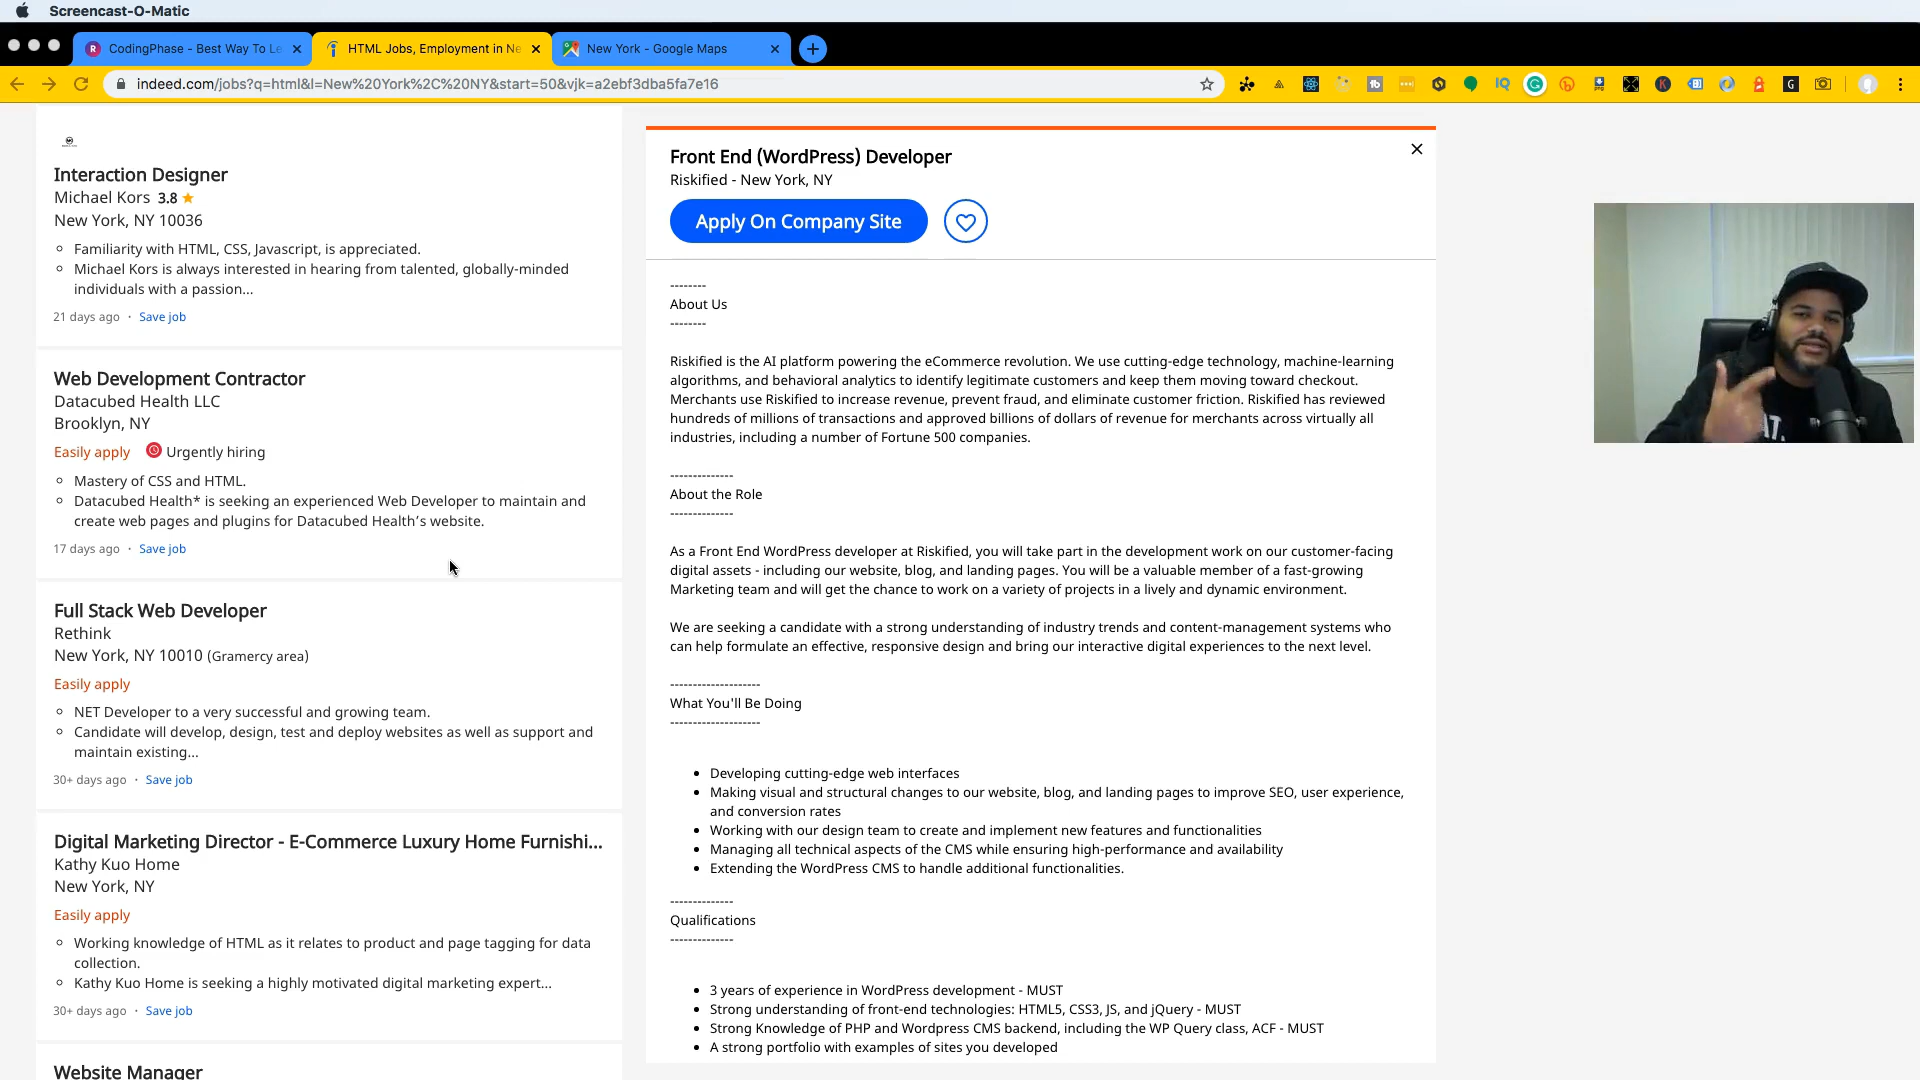 Screencast-O-Matic
CodingPhase - Best Way To Le
HTML Jobs, Employment in Ne
New York - Google Maps
indeed.com/jobs?q=html&l=New%20York%2C%20NY&start=50&vjk=a2ebf3dba5fa7e16
Interaction Designer
Michael Kors 3.8
New York, NY 10036
Familiarity with HTML, CSS, Javascript, is appreciated.
Michael Kors is always interested in hearing from talented, globally-minded
individuals with a passion...
21 days ago · Save job
Web Development Contractor
Datacubed Health LLC
Brooklyn, NY
Easily apply Urgently hiring
Mastery of CSS and HTML.
Datacubed Health* is seeking an experienced Web Developer to maintain and
create web pages and plugins for Datacubed Health’s website.
17 days ago · Save job
Full Stack Web Developer
Rethink
New York, NY 10010 (Gramercy area)
Easily apply
NET Developer to a very successful and growing team.
Candidate will develop, design, test and deploy websites as well as support and
maintain existing...
30+ days ago · Save job
Digital Marketing Director - E-Commerce Luxury Home Furnishi...
Kathy Kuo Home
New York, NY
Easily apply
Working knowledge of HTML as it relates to product and page tagging for data
collection.
Kathy Kuo Home is seeking a highly motivated digital marketing expert...
30+ days ago · Save job
Website Manager
Front End (WordPress) Developer
Riskified - New York, NY
Apply On Company Site
--------
About Us
--------
Riskified is the AI platform powering the eCommerce revolution. We use cutting-edge technology, machine-learning
algorithms, and behavioral analytics to identify legitimate customers and keep them moving toward checkout.
Merchants use Riskified to increase revenue, prevent fraud, and eliminate customer friction. Riskified has reviewed
hundreds of millions of transactions and approved billions of dollars of revenue for merchants across virtually all
industries, including a number of Fortune 500 companies.
--------------
About the Role
--------------
As a Front End WordPress developer at Riskified, you will take part in the development work on our customer-facing
digital assets - including our website, blog, and landing pages. You will be a valuable member of a fast-growing
Marketing team and will get the chance to work on a variety of projects in a lively and dynamic environment.
We are seeking a candidate with a strong understanding of industry trends and content-management systems who
can help formulate an effective, responsive design and bring our interactive digital experiences to the next level.
--------------------
What You'll Be Doing
--------------------
Developing cutting-edge web interfaces
Making visual and structural changes to our website, blog, and landing pages to improve SEO, user experience,
and conversion rates
Working with our design team to create and implement new features and functionalities
Managing all technical aspects of the CMS while ensuring high-performance and availability
Extending the WordPress CMS to handle additional functionalities.
--------------
Qualifications
--------------
3 years of experience in WordPress development - MUST
Strong understanding of front-end technologies: HTML5, CSS3, JS, and jQuery - MUST
Strong Knowledge of PHP and Wordpress CMS backend, including the WP Query class, ACF - MUST
A strong portfolio with examples of sites you developed